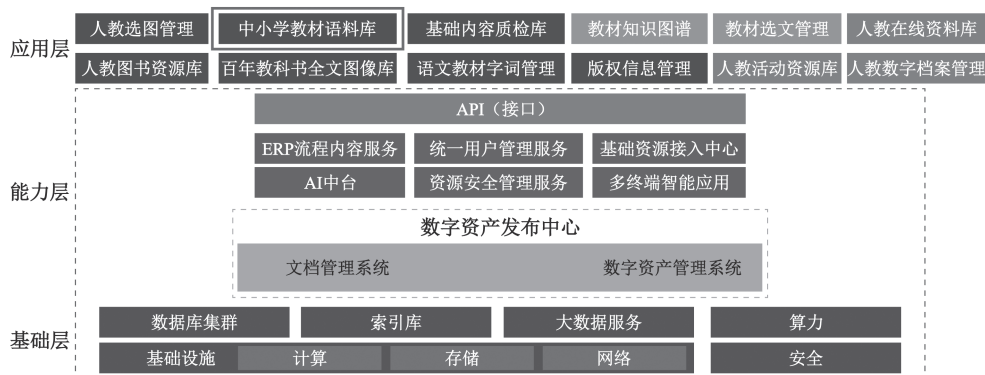 应用层
人教选图管理 中小学教材语料库 基础内容质检库 教材知识图谱 教材选文管理 人教在线资料库
人教图书资源库 百年教科书全文图像库 语文教材字词管理 版权信息管理 人教活动资源库 人教数字档案管理
能力层
API（接口）
ERP流程内容服务 统一用户管理服务 基础资源接入中心
AI中台 资源安全管理服务 多终端智能应用
数字资产发布中心
文档管理系统 数字资产管理系统
基础层
数据库集群 索引库 大数据服务 算力
基础设施 计算 存储 网络 安全